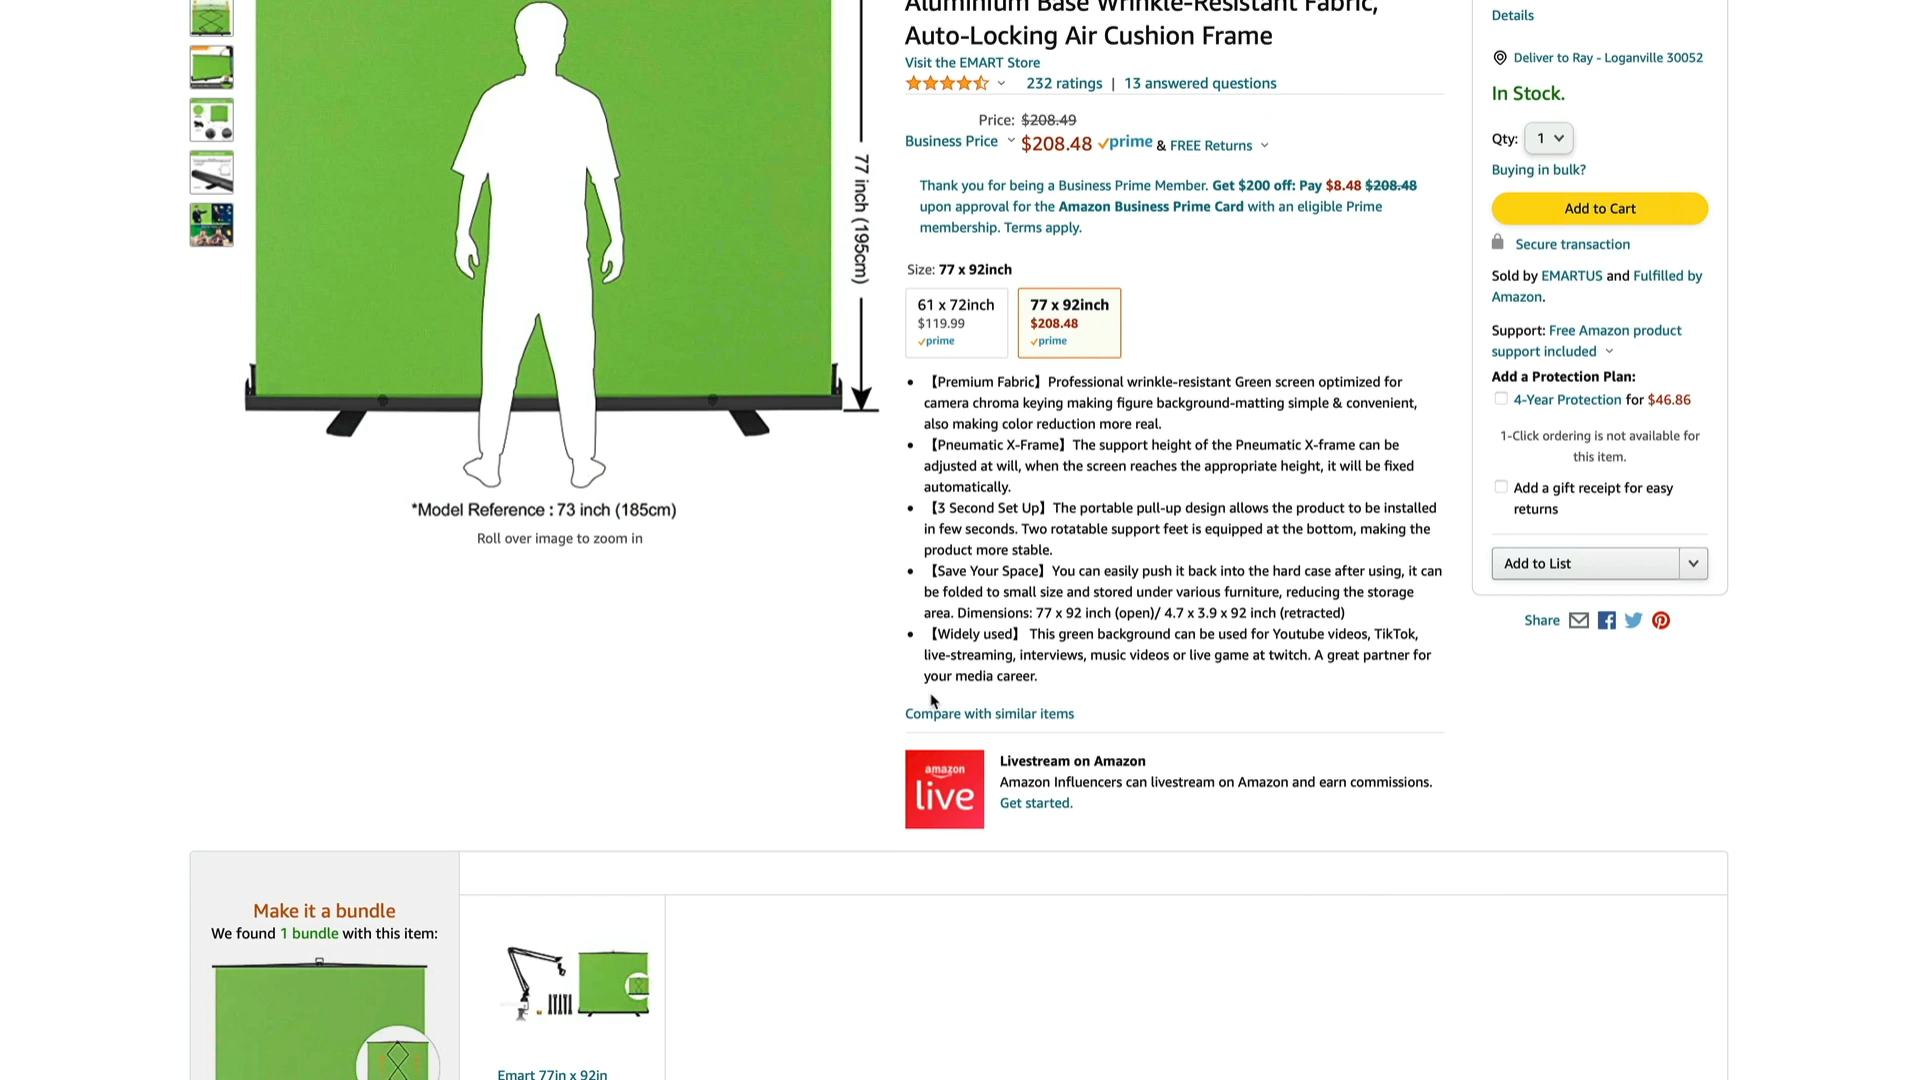 Aluminium Base Wrinkle-Resistant Fabric,
Auto-Locking Air Cushion Frame
Visit the EMART Store
232 ratings | 13 answered questions
Price: $208.49
Business Price $208.48 prime & FREE Returns
Thank you for being a Business Prime Member. Get $200 off: Pay $8.48 $208.48
upon approval for the Amazon Business Prime Card with an eligible Prime
membership. Terms apply.
Size: 77 x 92inch
61 x 72inch
$119.99
prime
77 x 92inch
$208.48
prime
• 【Premium Fabric】Professional wrinkle-resistant Green screen optimized for
camera chroma keying making figure background-matting simple & convenient,
also making color reduction more real.
• 【Pneumatic X-Frame】The support height of the Pneumatic X-frame can be
adjusted at will, when the screen reaches the appropriate height, it will be fixed
automatically.
• 【3 Second Set Up】The portable pull-up design allows the product to be installed
in few seconds. Two rotatable support feet is equipped at the bottom, making the
product more stable.
• 【Save Your Space】You can easily push it back into the hard case after using, it can
be folded to small size and stored under various furniture, reducing the storage
area. Dimensions: 77 x 92 inch (open)/ 4.7 x 3.9 x 92 inch (retracted)
• 【Widely used】 This green background can be used for Youtube videos, TikTok,
live-streaming, interviews, music videos or live game at twitch. A great partner for
your media career.
Compare with similar items
amazon
live
Livestream on Amazon
Amazon Influencers can livestream on Amazon and earn commissions.
Get started.
77 inch (195cm)
*Model Reference : 73 inch (185cm)
Roll over image to zoom in
Details
Deliver to Ray - Loganville 30052
In Stock.
Qty: 1
Buying in bulk?
Add to Cart
Secure transaction
Sold by EMARTUS and Fulfilled by
Amazon.
Support: Free Amazon product
support included
Add a Protection Plan:
4-Year Protection for $46.86
1-Click ordering is not available for
this item.
Add a gift receipt for easy
returns
Add to List
Share
Make it a bundle
We found 1 bundle with this item:
Emart 77in x 92in